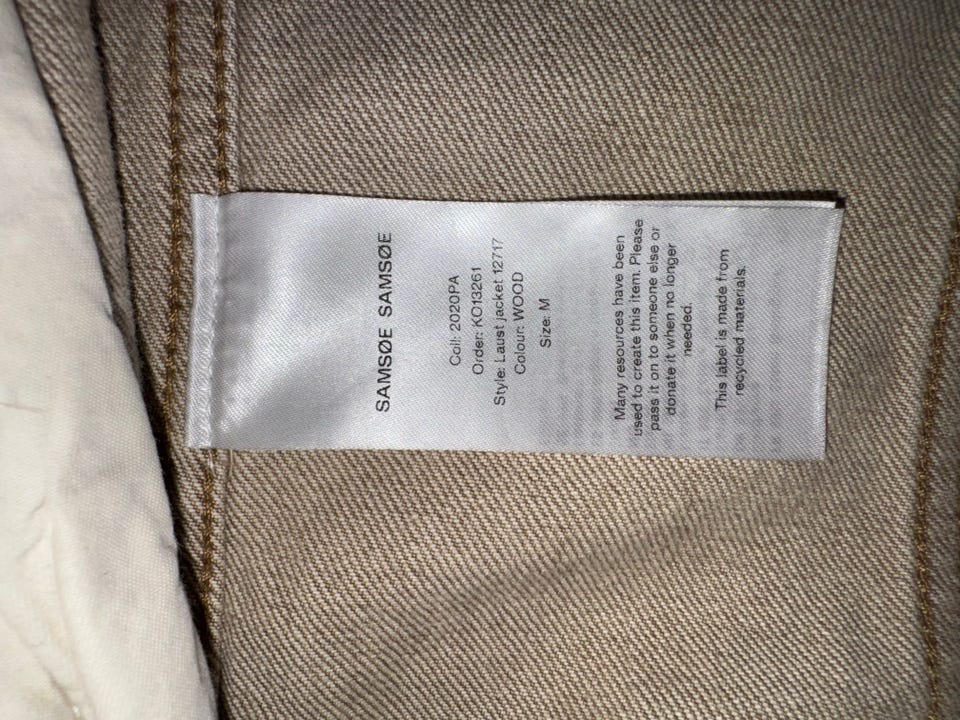 SAMSØE SAMSØE
Coll: 2020PA
Order: KO13261
Style: Laust jacket 12717
Colour: WOOD
Size: M
Many resources have been
used to create this item. Please
pass it on to someone else or
donate it when no longer
needed.
This label is made from
recycled materials.